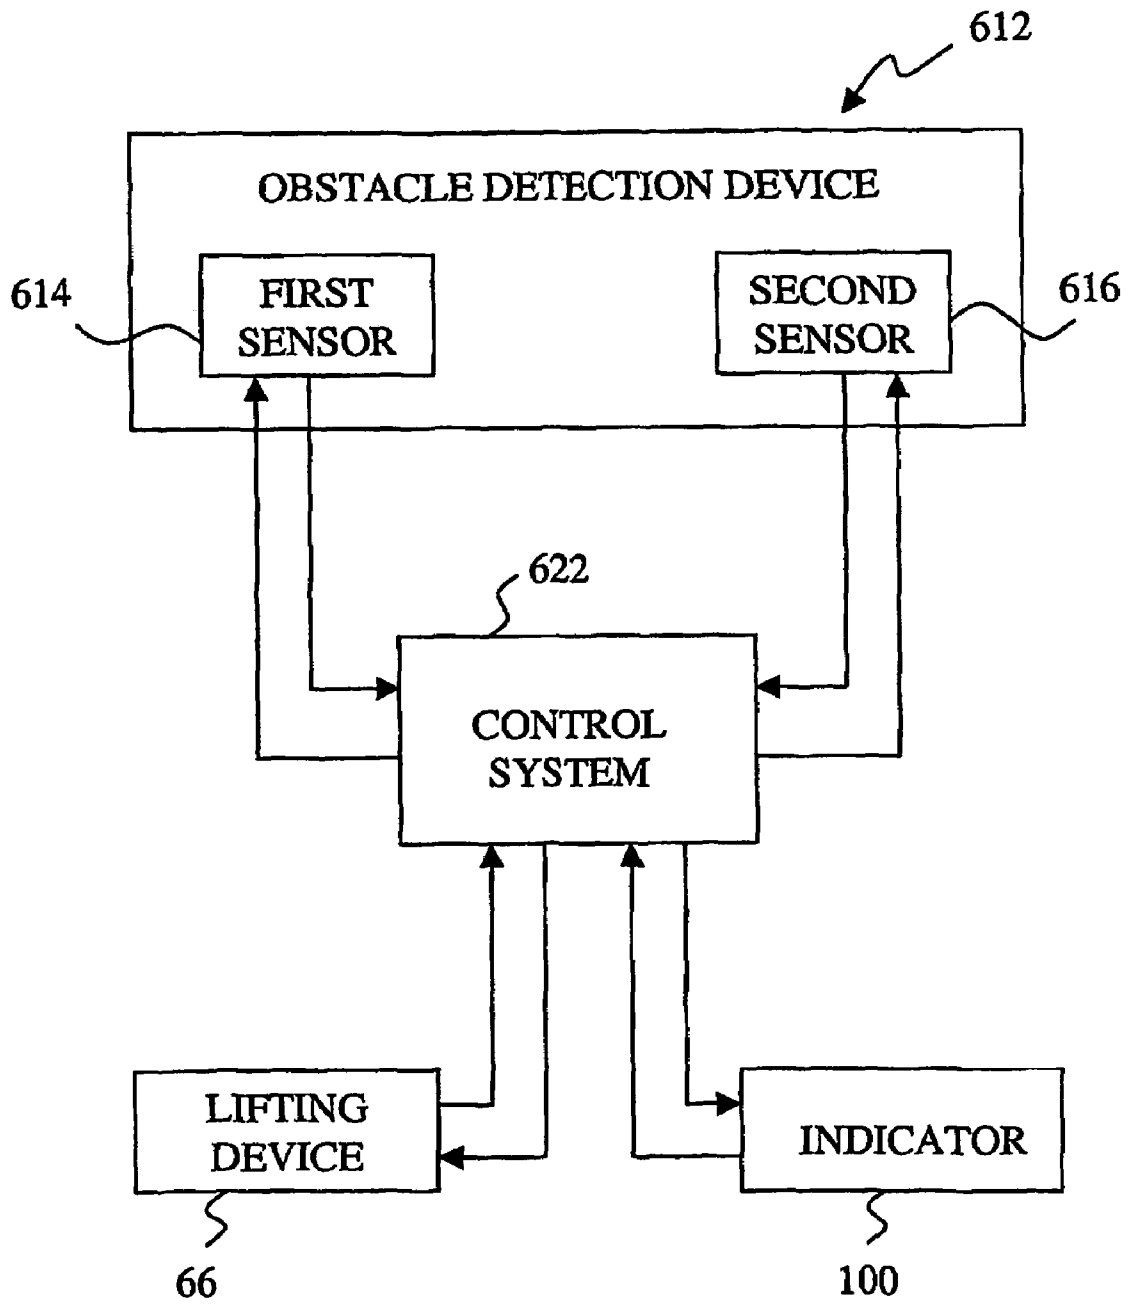 612
OBSTACLE DETECTION DEVICE
614
FIRST
SENSOR
SECOND
SENSOR
616
622
CONTROL
SYSTEM
LIFTING
DEVICE
INDICATOR
66
100